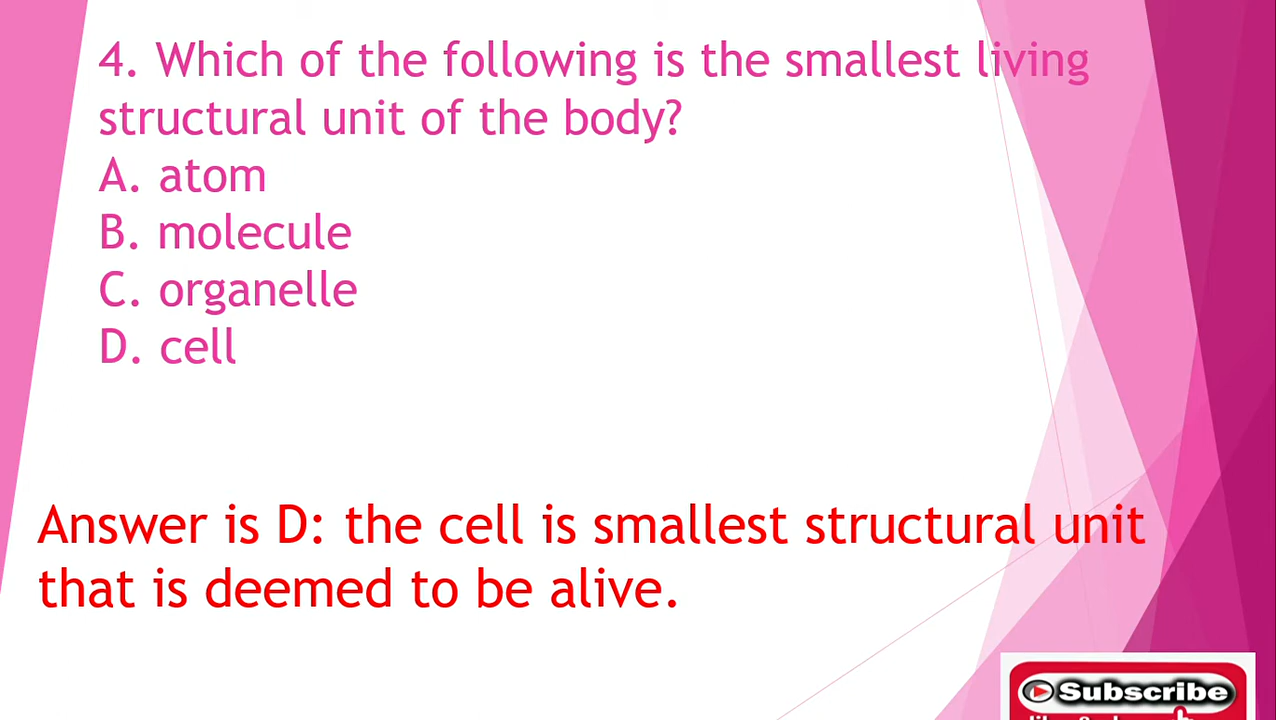 4. Which of the following is the smallest living
structural unit of the body?
A. atom
B. molecule
C. organelle
D. cell
Answer is D: the cell is smallest structural unit
that is deemed to be alive.
Subscribe